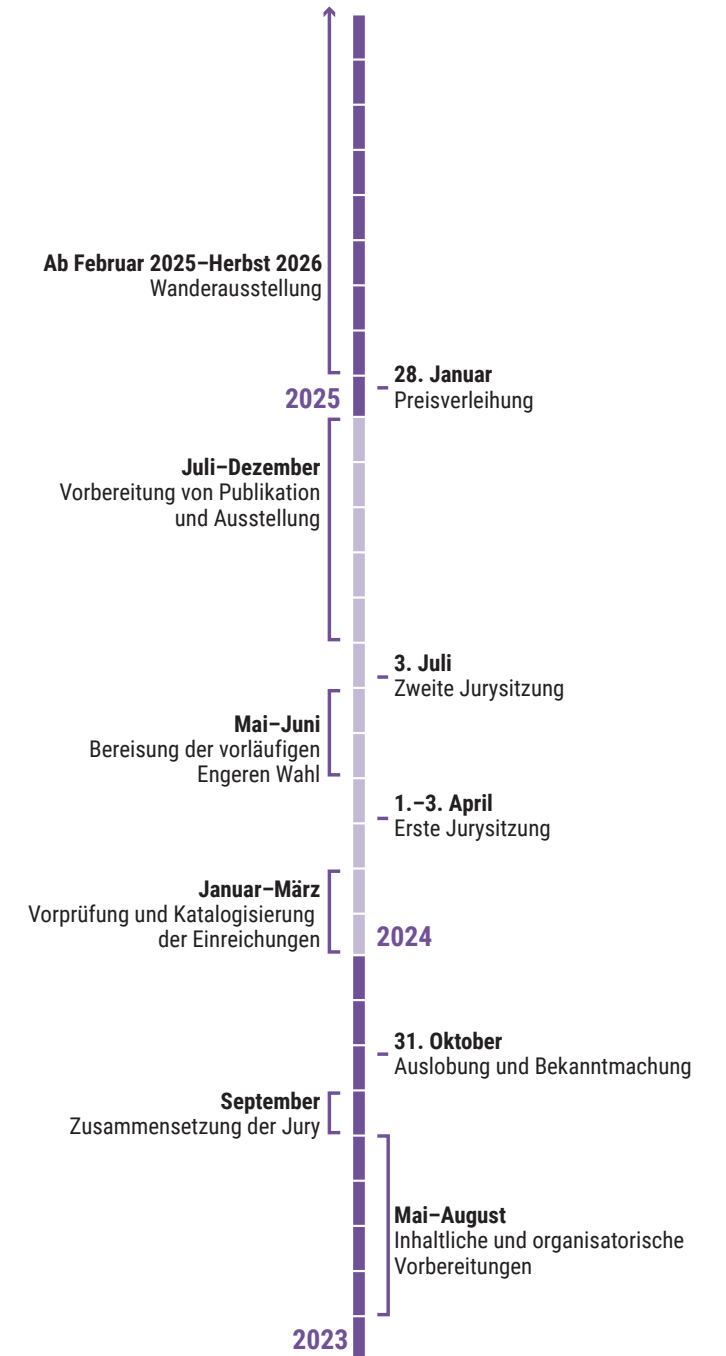 Ab Februar 2025–Herbst 2026
Wanderausstellung
28. Januar
Preisverleihung
2025
Juli–Dezember
Vorbereitung von Publikation
und Ausstellung
3. Juli
Zweite Jurysitzung
Mai–Juni
Bereisung der vorläufigen
Engeren Wahl
1.–3. April
Erste Jurysitzung
Januar–März
Vorprüfung und Katalogisierung
der Einreichungen
2024
31. Oktober
Auslobung und Bekanntmachung
September
Zusammensetzung der Jury
Mai–August
Inhaltliche und organisatorische
Vorbereitungen
2023